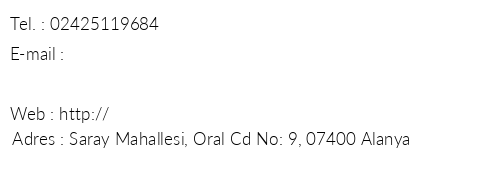 Tel. : 02425119684
E-mail :
Web : http://
Adres : Saray Mahallesi, Oral Cd No: 9, 07400 Alanya